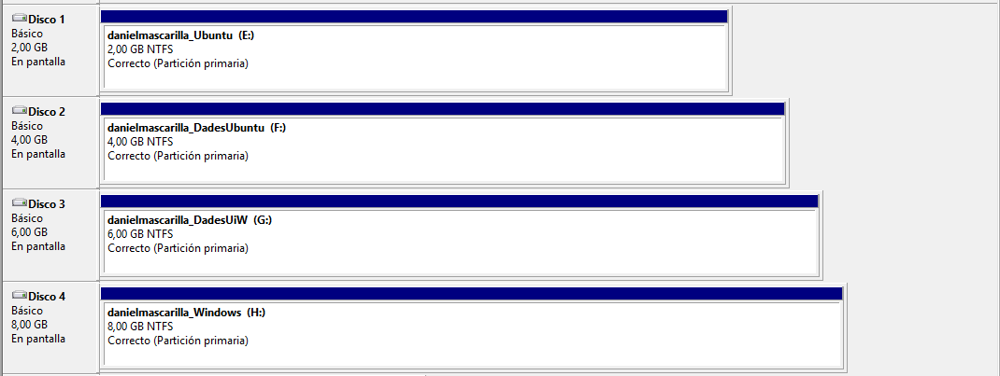 Disco 1
Básico
2,00 GB
En pantalla
danielmascarilla_Ubuntu (E:)
2,00 GB NTFS
Correcto (Partición primaria)
Disco 2
Básico
4,00 GB
En pantalla
danielmascarilla_DadesUbuntu (F:)
4,00 GB NTFS
Correcto (Partición primaria)
Disco 3
Básico
6,00 GB
En pantalla
danielmascarilla_DadesUiW (G:)
6,00 GB NTFS
Correcto (Partición primaria)
Disco 4
Básico
8,00 GB
En pantalla
danielmascarilla_Windows (H:)
8,00 GB NTFS
Correcto (Partición primaria)